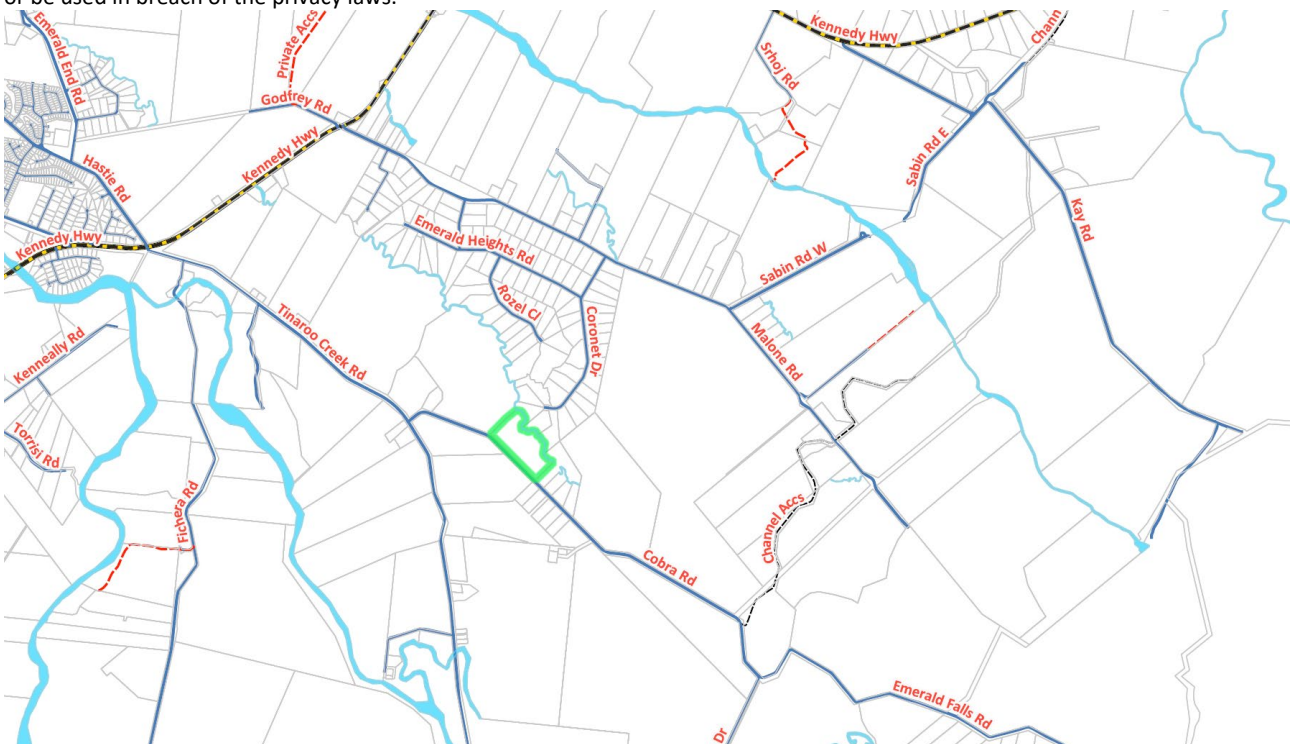 or be used in breach of the privacy laws.
Emerald End Rd
Private Accs
Kennedy Hwy
Chann
Srhoj Rd
Godfrey Rd
Kennedy Hwy
Hastie Rd
Sabin Rd E
Kennedy Hwy
Emerald Heights Rd
Kay Rd
Sabin Rd W
Rozel Cl
Tinaroo Creek Rd
Coronet Dr
Malone Rd
Kenneally Rd
Torrisi Rd
Fichera Rd
Channel Accs
Cobra Rd
Emerald Falls Rd
Dr